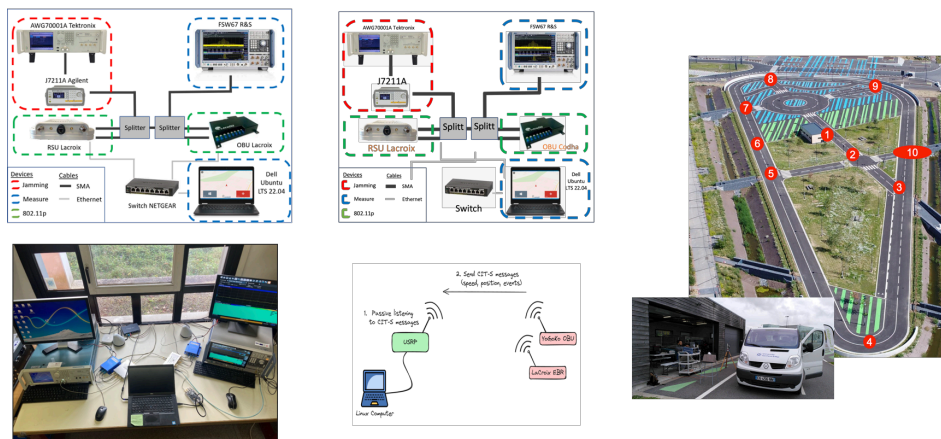 AWG70001A Tektronix
FSW67 R&S
J7211A Agilent
Splitter
Splitter
RSU Lacroix
OBU Lacroix
Devices
Cables
Jamming
SMA
Measure
Ethernet
802.11p
Switch NETGEAR
Dell
Ubuntu
LTS 22.04
AWG70001A Tektronix
FSW67 R&S
J7211A
Splitt
Splitt
RSU Lacroix
OBU Codha
Devices
Cables
Jamming
SMA
Measure
Ethernet
802.11p
Switch
Dell
Ubuntu
LTS 22.04
2. Send CIT-S messages
(speed, position, events)
1. Passive listening
to CIT-S messages
USRP
YoGoKo OBU
LaCroix EBR
Linux Computer
8
9
7
1
6
2
10
5
3
4